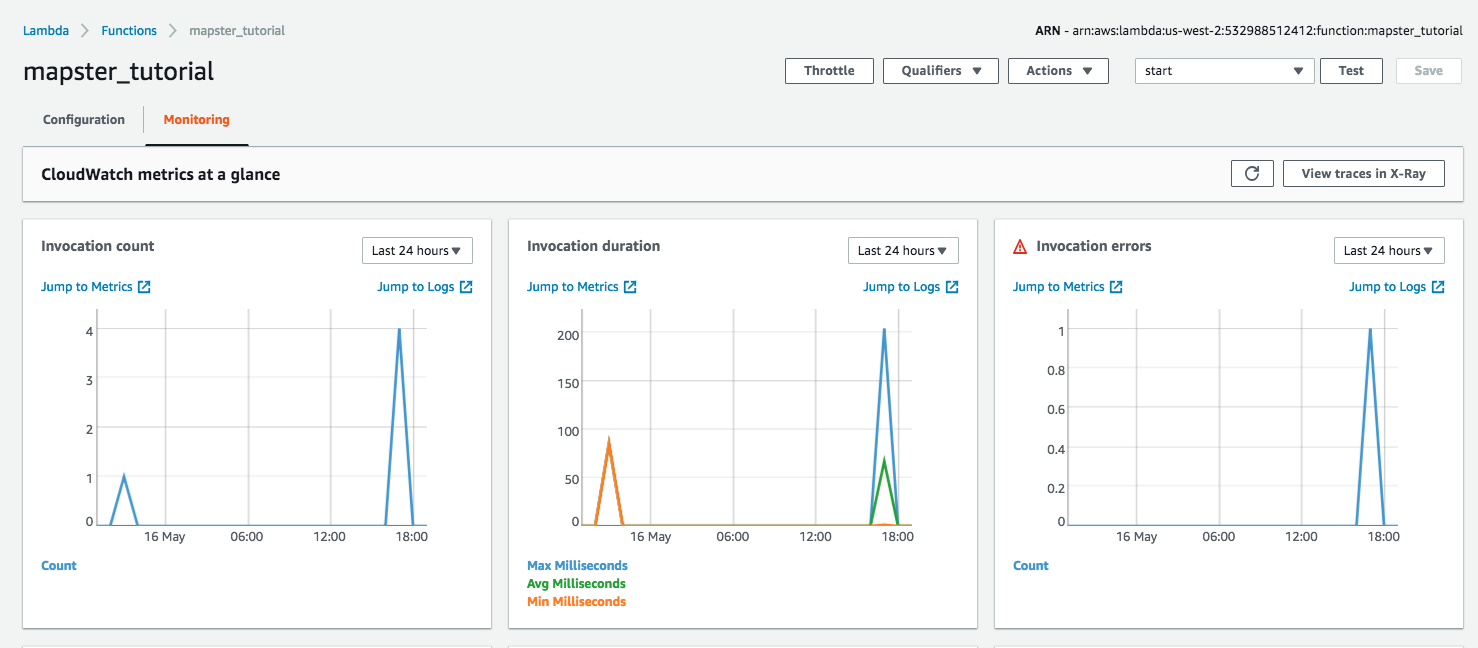 Lambda Functions mapster_tutorial
ARN - arn:aws:lambda:us-west-2:532988512412:function:mapster_tutorial
mapster_tutorial
Throttle Qualifiers Actions start Test Save
Configuration Monitoring
CloudWatch metrics at a glance
View traces in X-Ray
Invocation count
Last 24 hours
Jump to Metrics
Jump to Logs
4
3
2
1
0
16 May 06:00 12:00 18:00
Count
Invocation duration
Last 24 hours
Jump to Metrics
Jump to Logs
200
150
100
50
0
16 May 06:00 12:00 18:00
Max Milliseconds
Avg Milliseconds
Min Milliseconds
Invocation errors
Last 24 hours
Jump to Metrics
Jump to Logs
1
0.8
0.6
0.4
0.2
0
16 May 06:00 12:00 18:00
Count